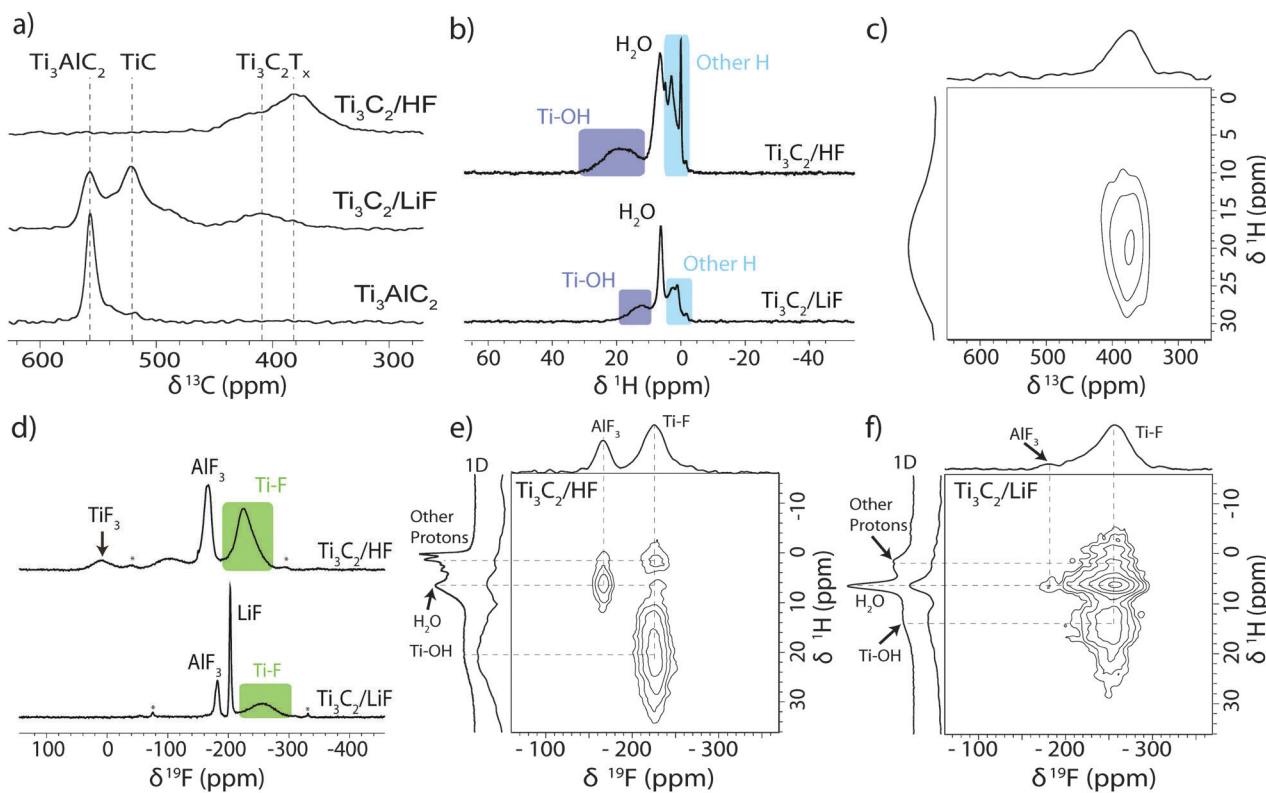 a)
Ti₃AlC₂ TiC Ti₃C₂Tₓ
Ti₃C₂/HF
Ti₃C₂/LiF
Ti₃AlC₂
600 500 400 300
δ ¹³C (ppm)
b)
H₂O
Other H
Ti-OH
Ti₃C₂/HF
H₂O
Other H
Ti-OH
Ti₃C₂/LiF
60 40 20 0 -20 -40
δ ¹H (ppm)
c)
0
5
10
15
20
25
30
δ ¹H (ppm)
600 500 400 300
δ ¹³C (ppm)
d)
AlF₃
Ti-F
TiF₃
* *
Ti₃C₂/HF
LiF
AlF₃
Ti-F
* *
Ti₃C₂/LiF
100 0 -100 -200 -300 -400
δ ¹⁹F (ppm)
e)
AlF₃ Ti-F
1D
Ti₃C₂/HF
Other
Protons
H₂O
Ti-OH
-10
0
10
20
30
δ ¹H (ppm)
- 100 -200 - 300
δ ¹⁹F (ppm)
f)
AlF₃ Ti-F
1D
Ti₃C₂/LiF
Other
Protons
H₂O
Ti-OH
-10
0
10
20
30
δ ¹H (ppm)
- 100 -200 - 300
δ ¹⁹F (ppm)